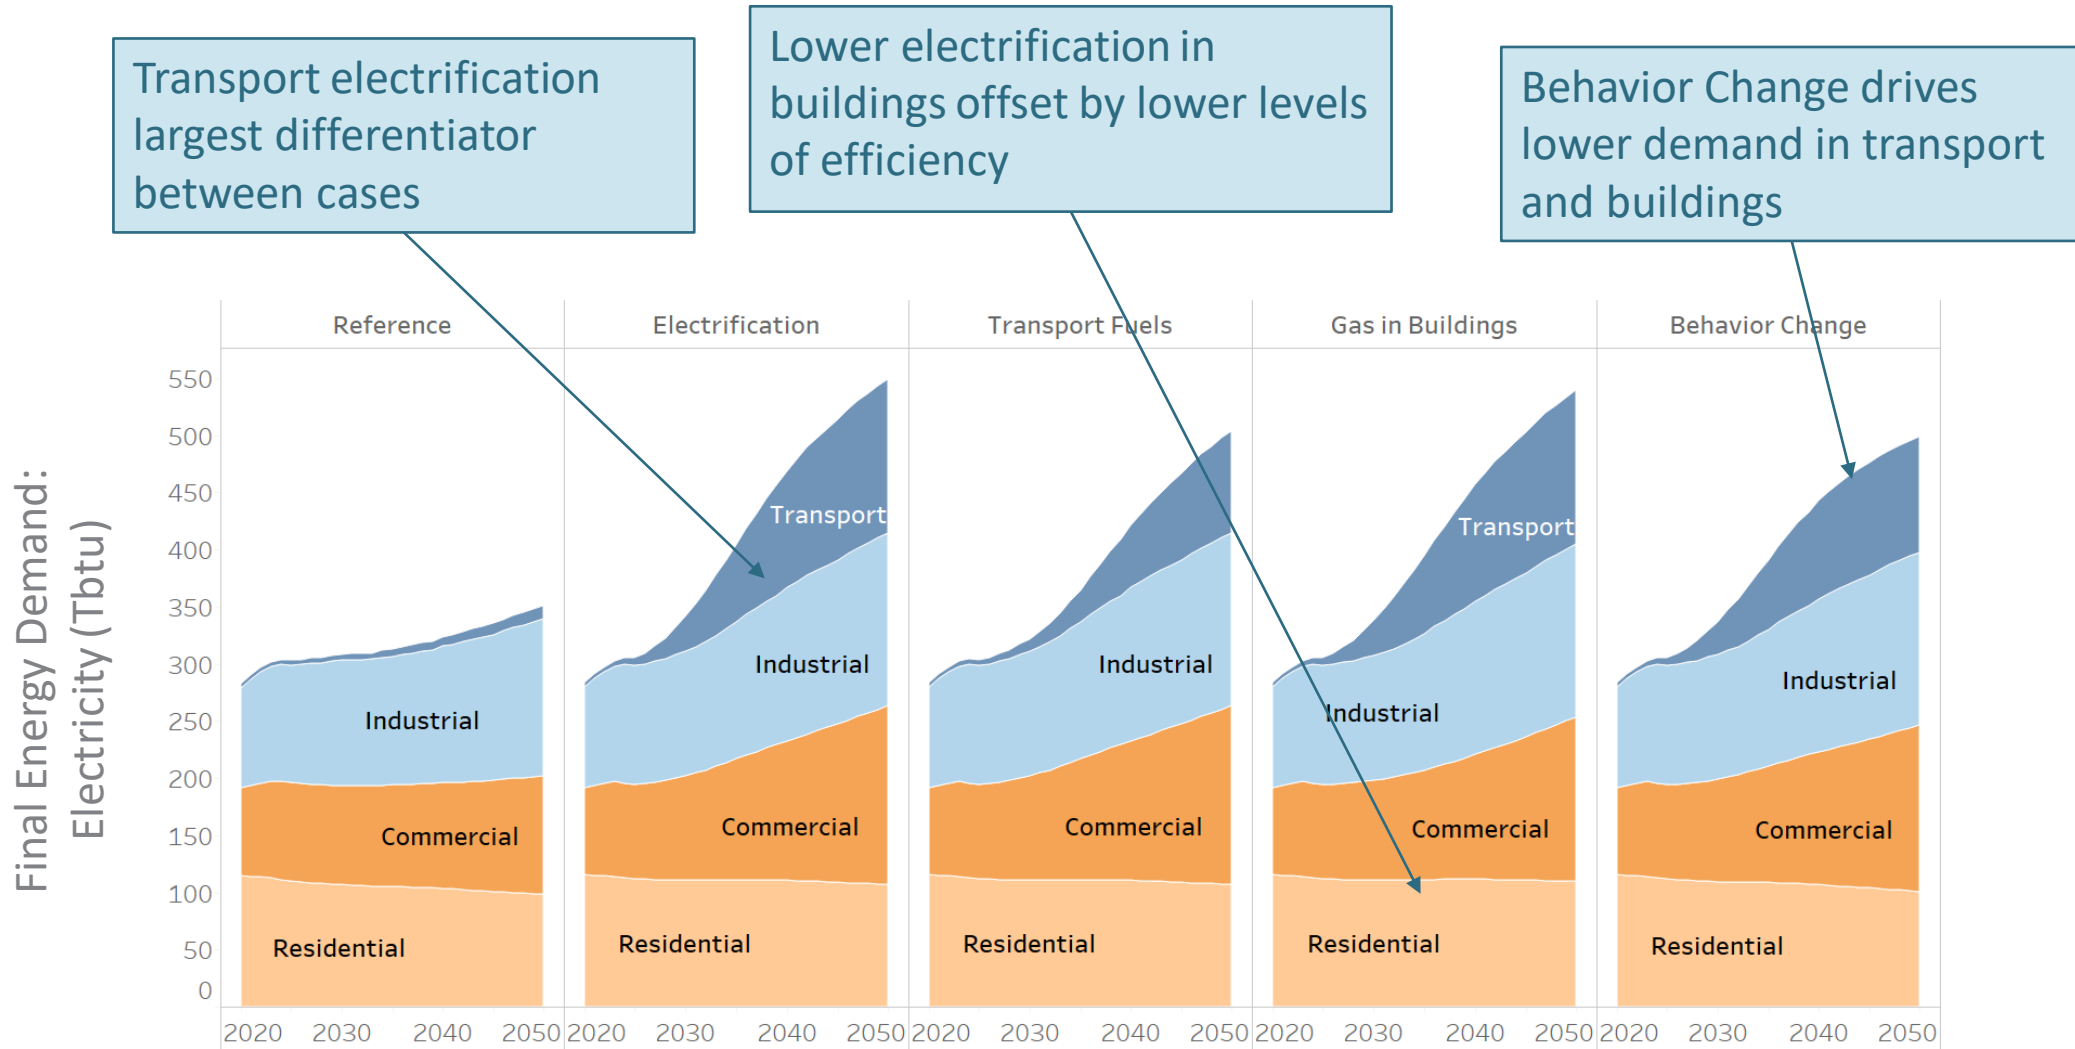 Transport electrification
largest differentiator
between cases
Lower electrification in
buildings offset by lower levels
of efficiency
Behavior Change drives
lower demand in transport
and buildings
Final Energy Demand:
Electricity (Tbtu)
Reference
Electrification
Transport Fuels
Gas in Buildings
Behavior Change
550
500
450
400
350
300
250
200
150
100
50
0
Industrial
Commercial
Residential
Transport
Industrial
Commercial
Residential
Industrial
Commercial
Residential
Transport
Industrial
Commercial
Residential
Industrial
Commercial
Residential
2020 2030 2040 2050
2020 2030 2040 2050
2020 2030 2040 2050
2020 2030 2040 2050
2020 2030 2040 2050